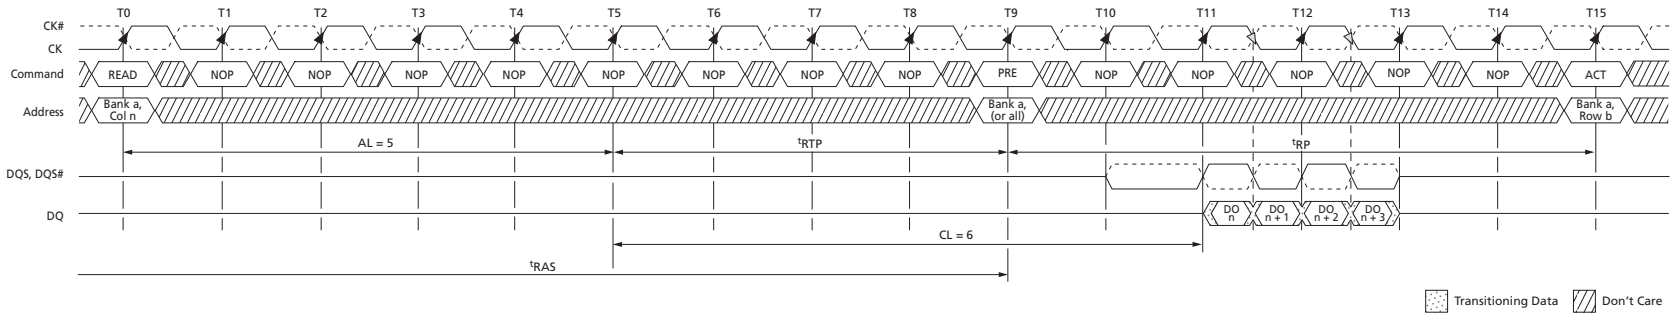 T0 T1 T2 T3 T4 T5 T6 T7 T8 T9 T10 T11 T12 T13 T14 T15
CK#
CK
Command READ NOP NOP NOP NOP NOP NOP NOP NOP PRE NOP NOP NOP NOP NOP ACT
Address Bank a, Col n Bank a, (or all) Bank a, Row b
AL = 5 tRTP tRP
DQS, DQS#
DQ DO n DO n + 1 DO n + 2 DO n + 3
CL = 6
tRAS
Transitioning Data Don't Care